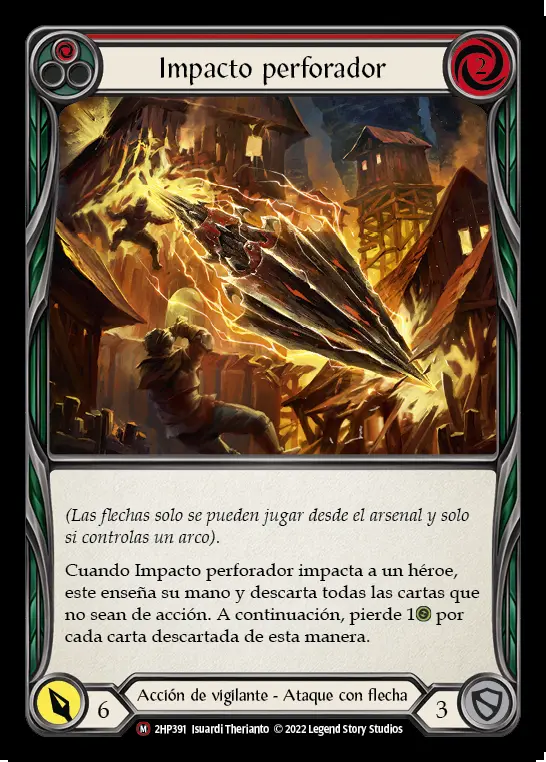 Impacto perforador
2
(Las flechas solo se pueden jugar desde el arsenal y solo
si controlas un arco).
Cuando Impacto perforador impacta a un héroe,
este enseña su mano y descarta todas las cartas que
no sean de acción. A continuación, pierde 1 por
cada carta descartada de esta manera.
6
Acción de vigilante - Ataque con flecha
3
M 2HP391 Isuardi Therianto © 2022 Legend Story Studios